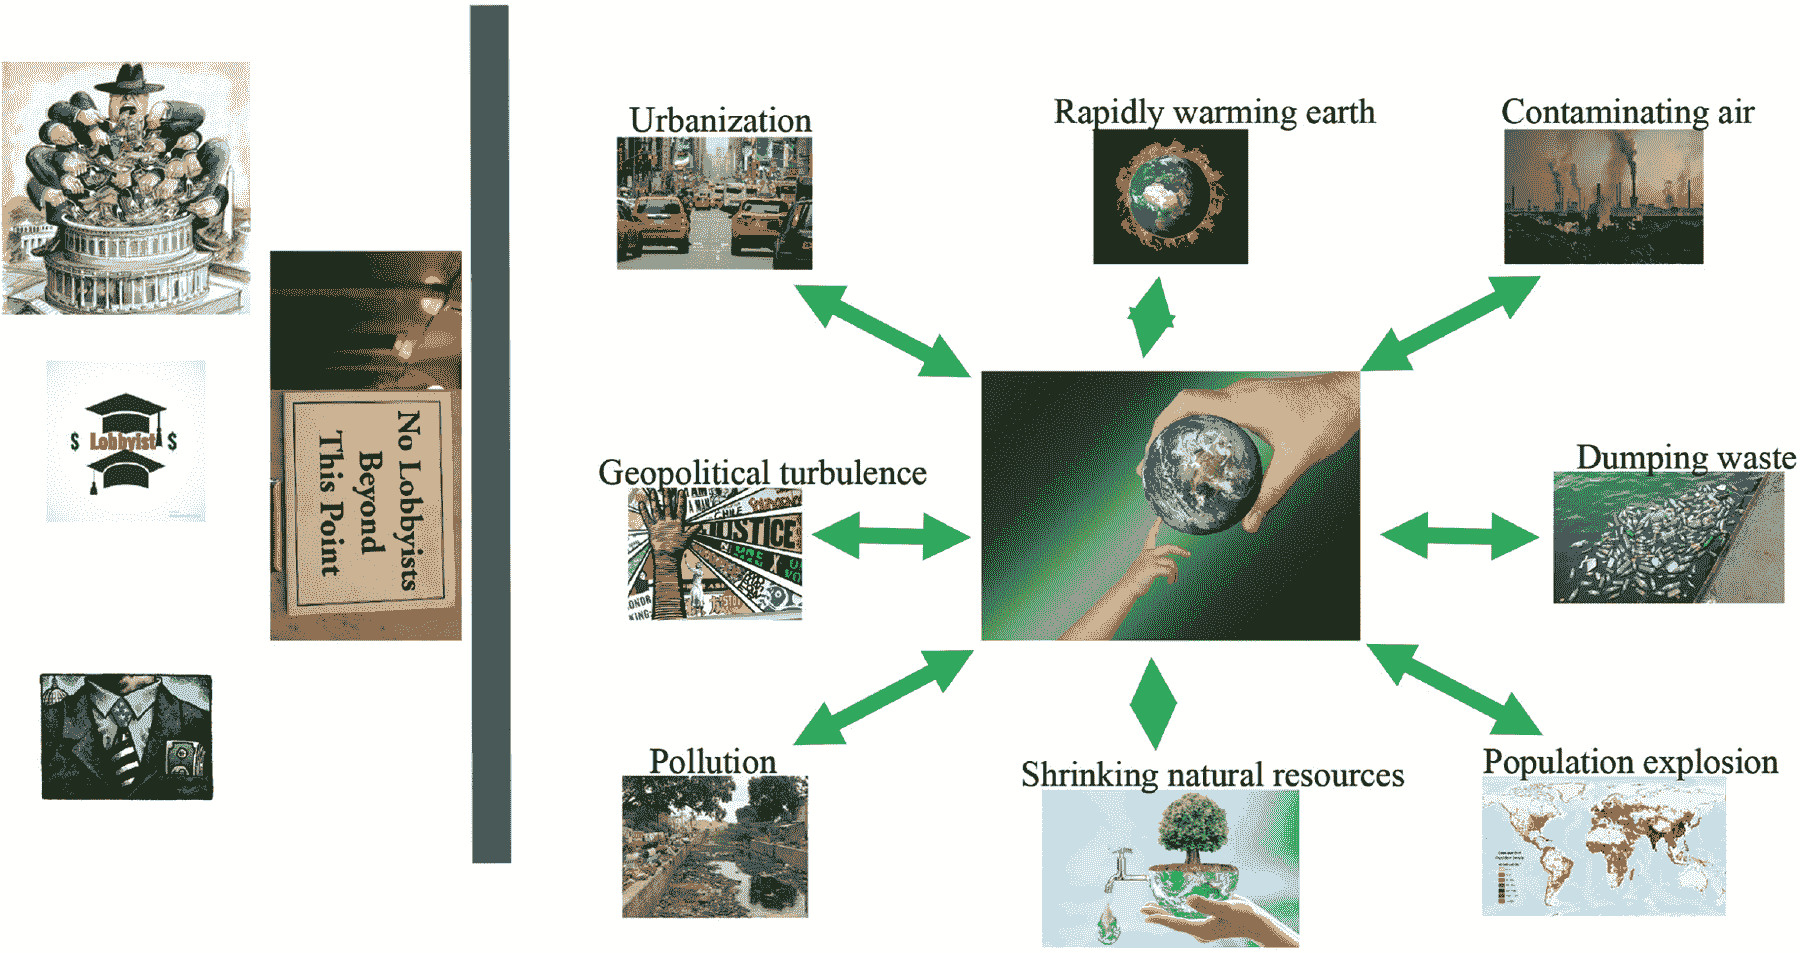 Urbanization
Rapidly warming earth
Contaminating air
$ Lobbyist $
No Lobbyists
Beyond
This Point
Geopolitical turbulence
JUSTICE
Dumping waste
Pollution
Shrinking natural resources
Population explosion